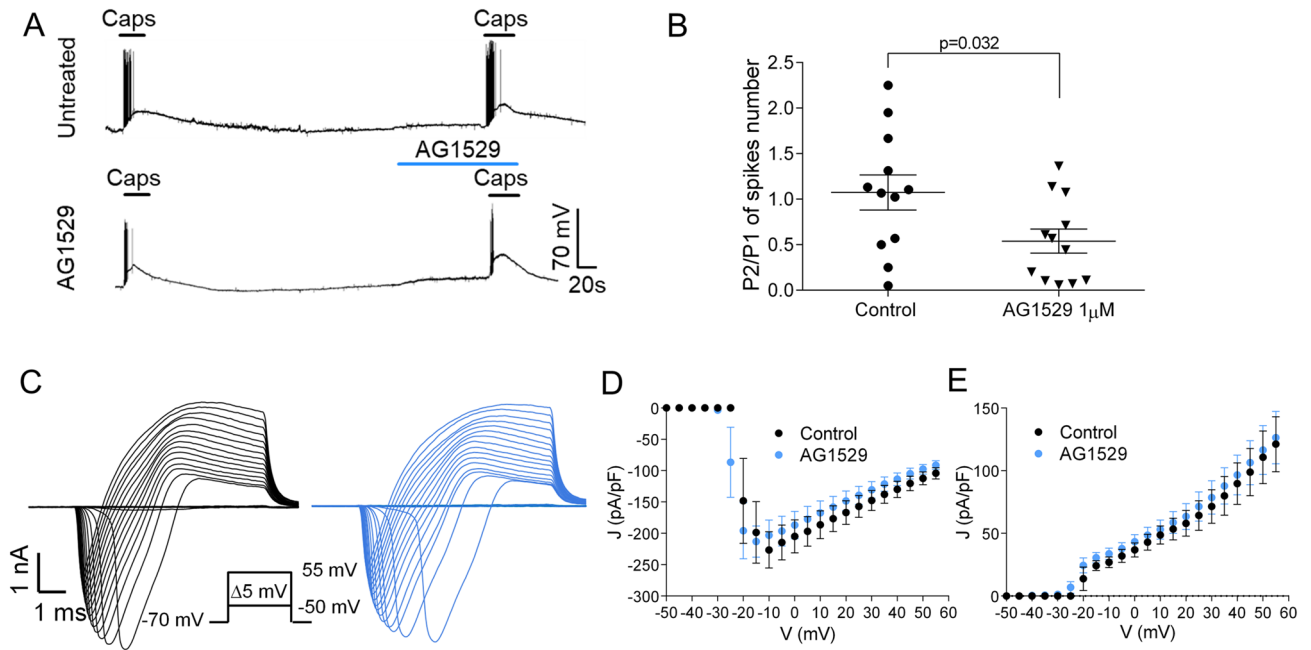 A
Caps
Caps
Untreated
AG1529
Caps
Caps
AG1529
70 mV
20s
B
p=0.032
P2/P1 of spikes number
2.5
2.0
1.5
1.0
0.5
0.0
Control
AG1529 1μM
C
1 nA
1 ms
-70 mV
Δ5 mV
55 mV
-50 mV
D
J (pA/pF)
0
-50
-100
-150
-200
-250
-300
Control
AG1529
-50 -40 -30 -20 -10 0 10 20 30 40 50 60
V (mV)
E
J (pA/pF)
150
100
50
0
Control
AG1529
-50 -40 -30 -20 -10 0 10 20 30 40 50 60
V (mV)